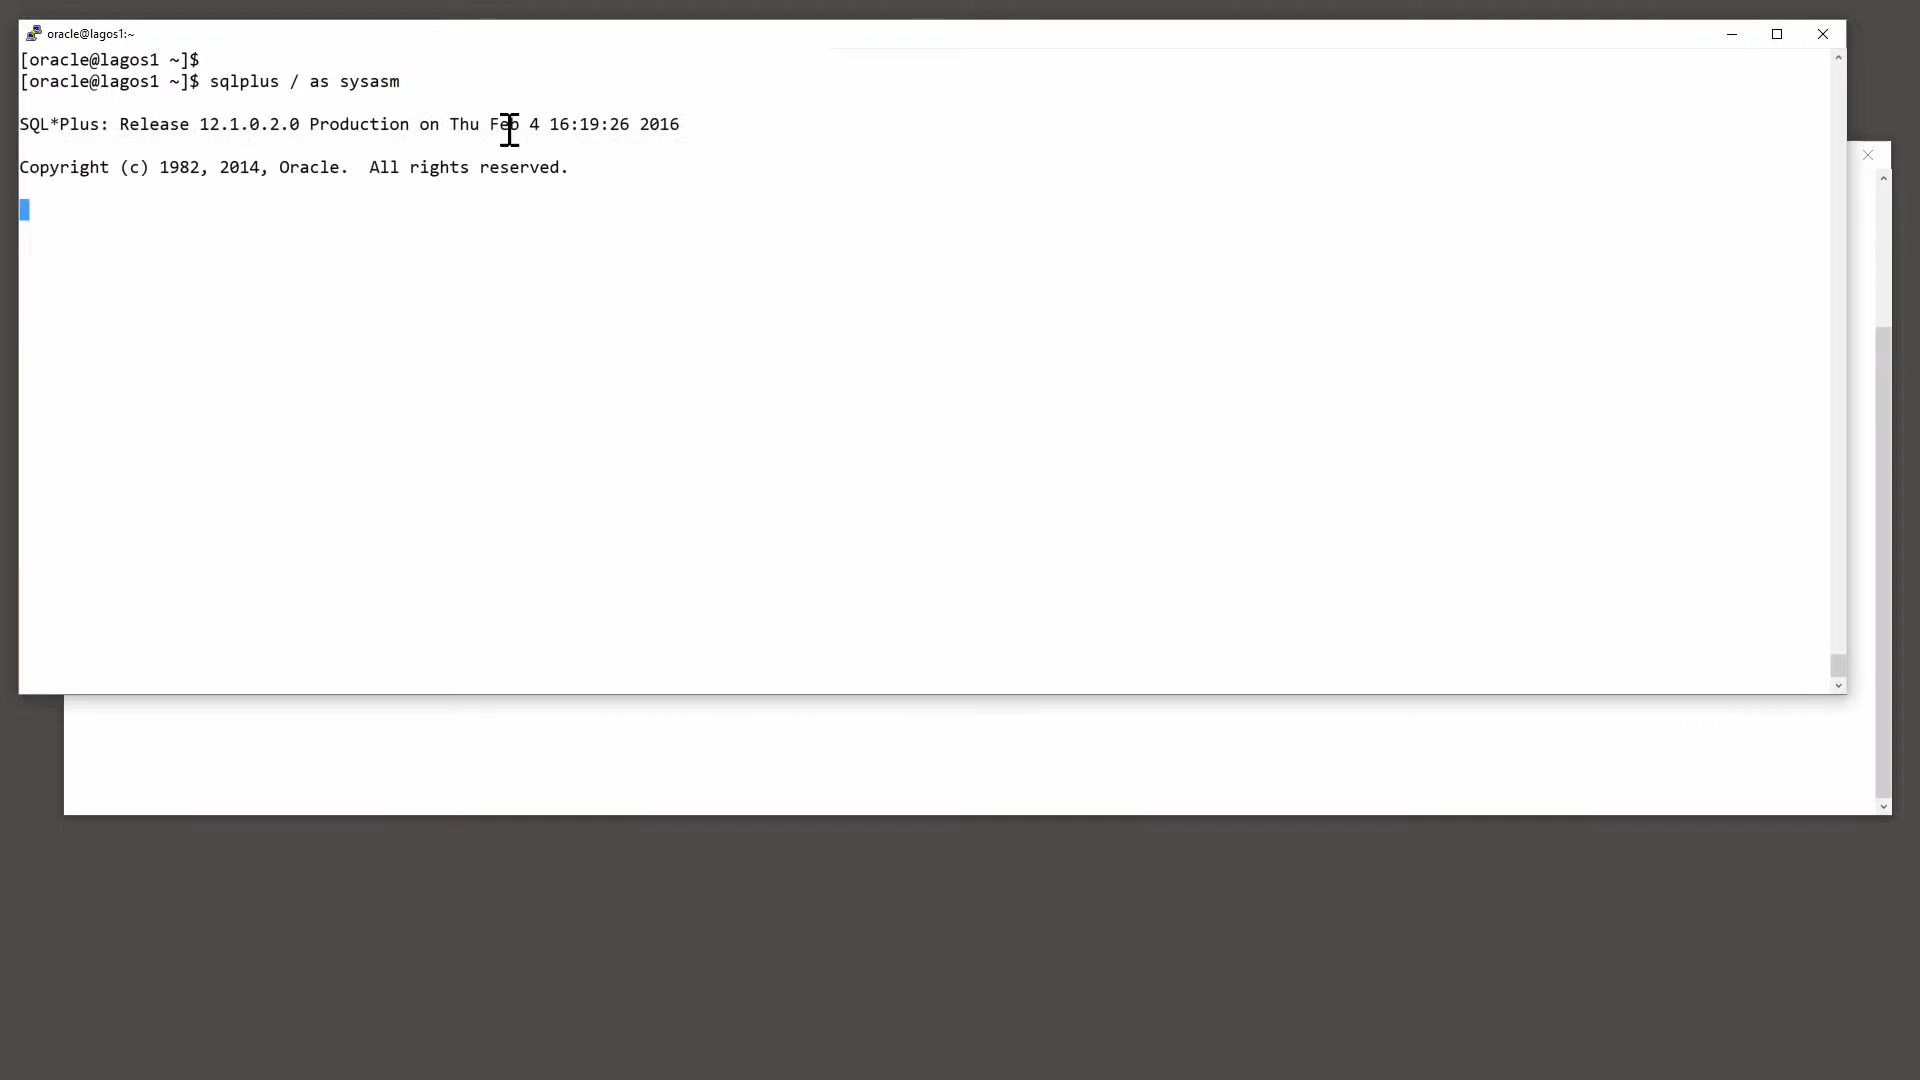 oracle@lagos1:~
[oracle@lagos1 ~]$
[oracle@lagos1 ~]$ sqlplus / as sysasm
SQL*Plus: Release 12.1.0.2.0 Production on Thu Feb 4 16:19:26 2016
Copyright (c) 1982, 2014, Oracle.  All rights reserved.